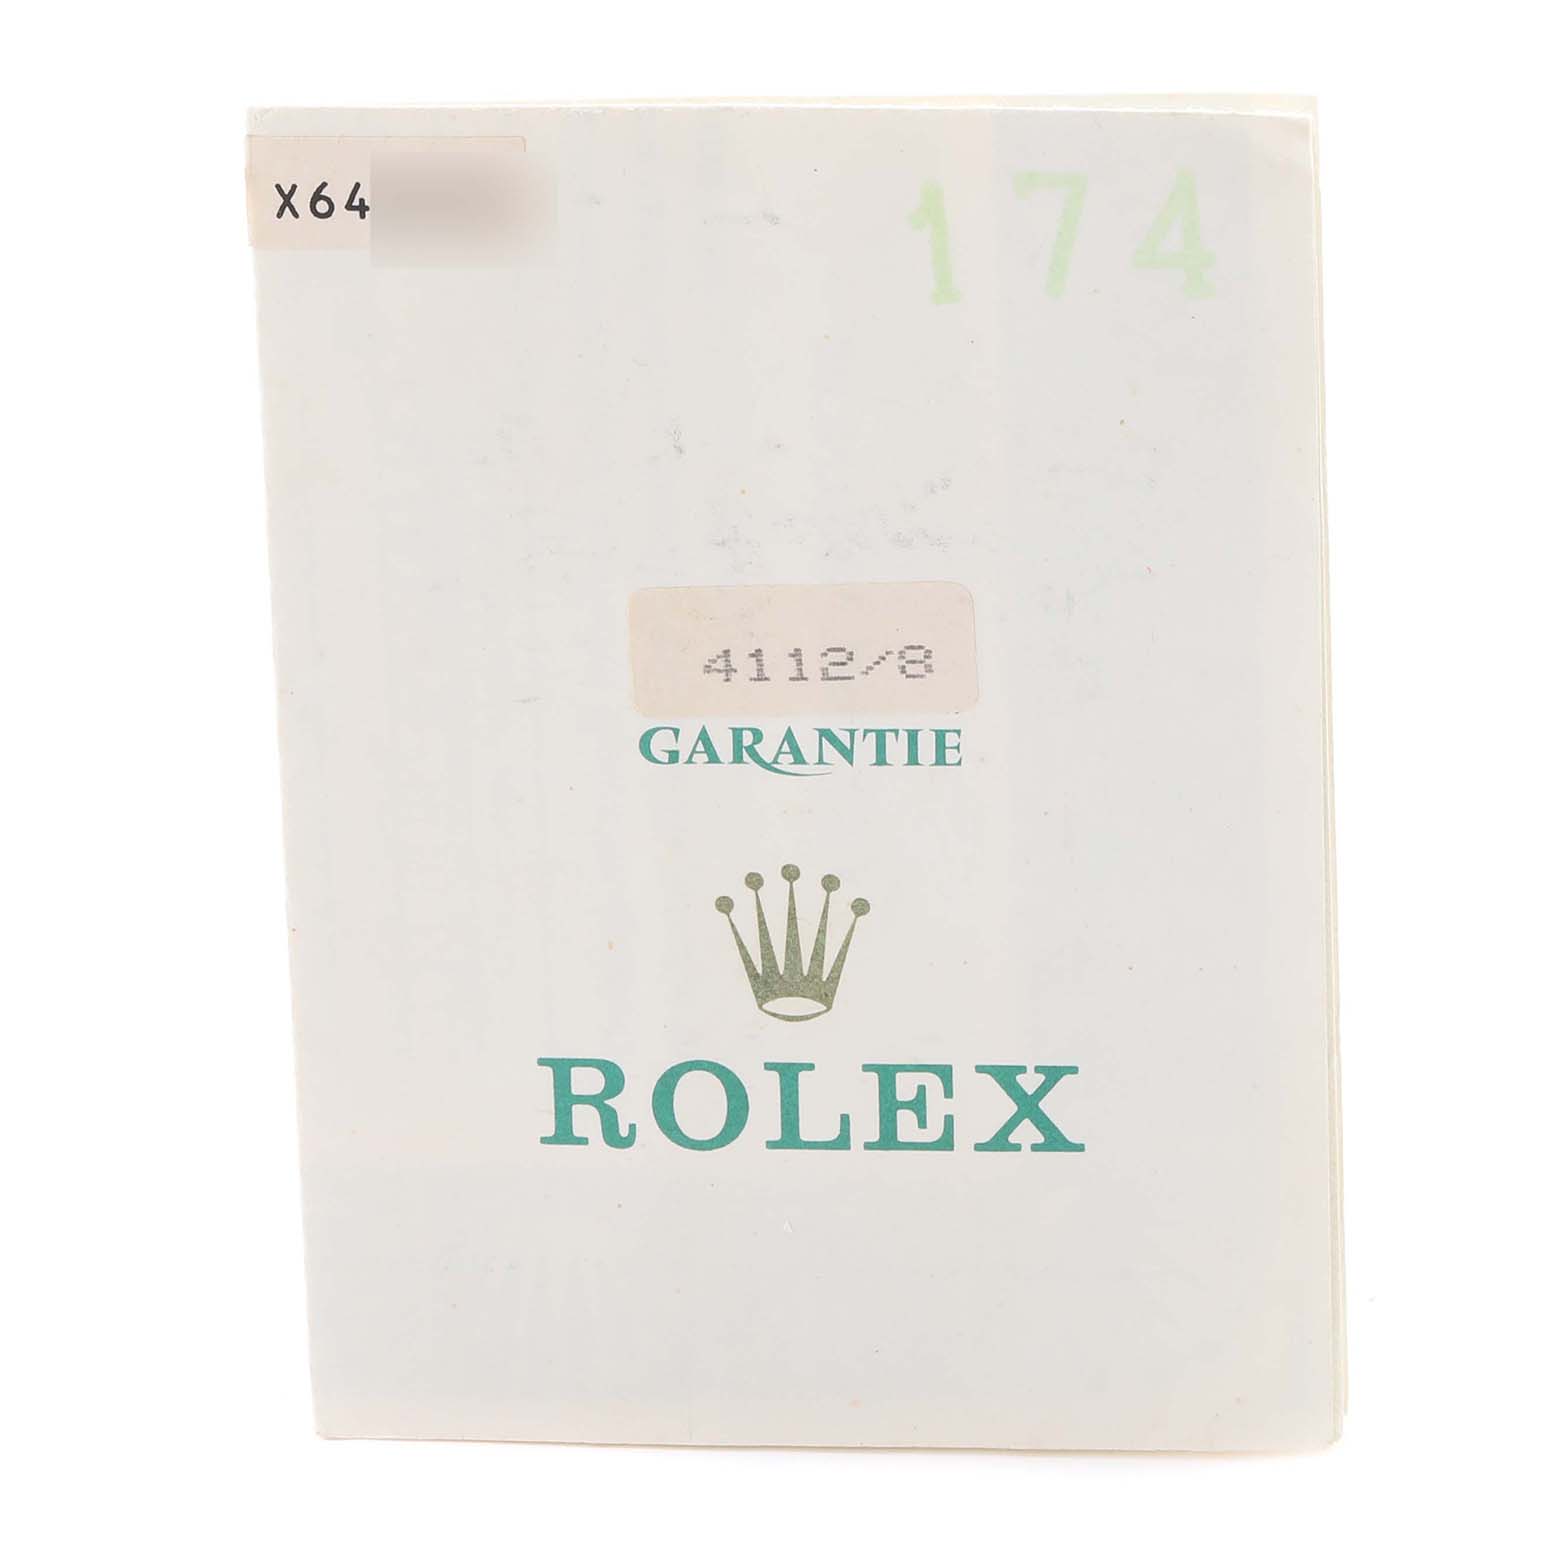 X64
174
4112/8
GARANTIE
ROLEX